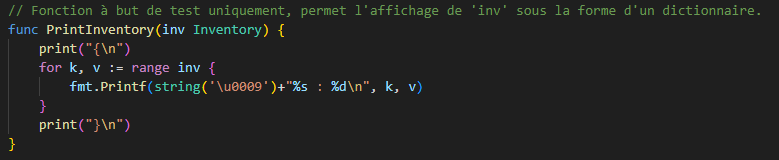 // Fonction à but de test uniquement, permet l'affichage de 'inv' sous la forme d'un dictionnaire.
func PrintInventory(inv Inventory) {
    print("{\n")
    for k, v := range inv {
        fmt.Printf(string('\u0009')+"%s : %d\n", k, v)
    }
    print("}\n")
}